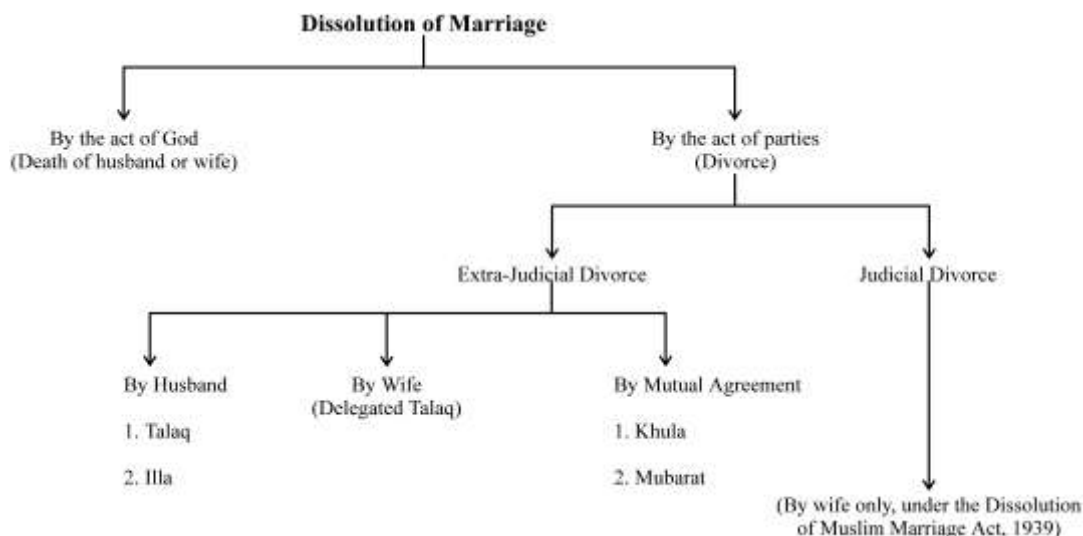 Dissolution of Marriage
By the act of God
(Death of husband or wife)
By the act of parties
(Divorce)
Extra-Judicial Divorce
Judicial Divorce
By Husband
1. Talaq
2. Illa
By Wife
(Delegated Talaq)
By Mutual Agreement
1. Khula
2. Mubarat
(By wife only, under the Dissolution
of Muslim Marriage Act, 1939)